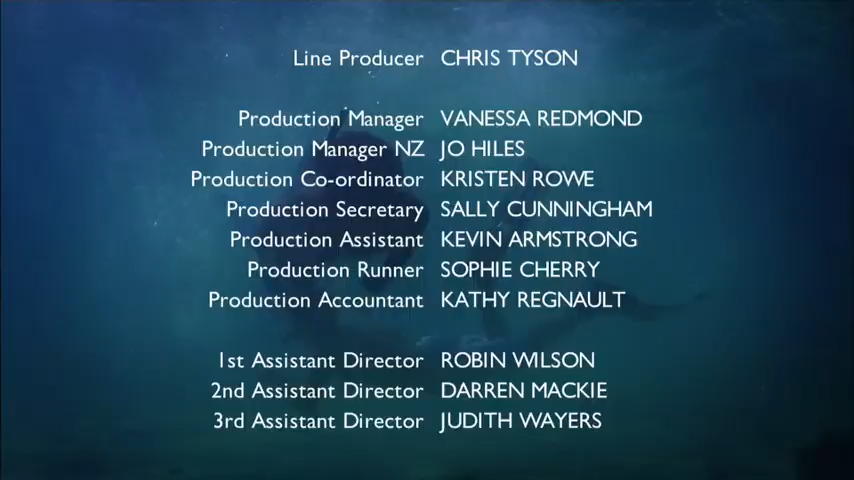 Line Producer CHRIS TYSON
Production Manager VANESSA REDMOND
Production Manager NZ JO HILES
Production Co-ordinator KRISTEN ROWE
Production Secretary SALLY CUNNINGHAM
Production Assistant KEVIN ARMSTRONG
Production Runner SOPHIE CHERRY
Production Accountant KATHY REGNAULT
1st Assistant Director ROBIN WILSON
2nd Assistant Director DARREN MACKIE
3rd Assistant Director JUDITH WAYERS